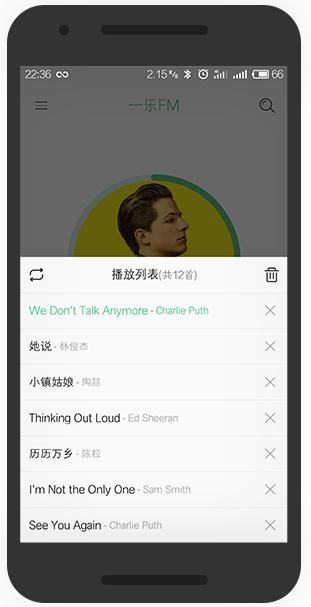 22:36 2.15 K/s 66
一乐FM
播放列表(共12首)
We Don't Talk Anymore - Charlie Puth
她说 - 林俊杰
小镇姑娘 - 陶喆
Thinking Out Loud - Ed Sheeran
历历万乡 - 陈粒
I'm Not the Only One - Sam Smith
See You Again - Charlie Puth